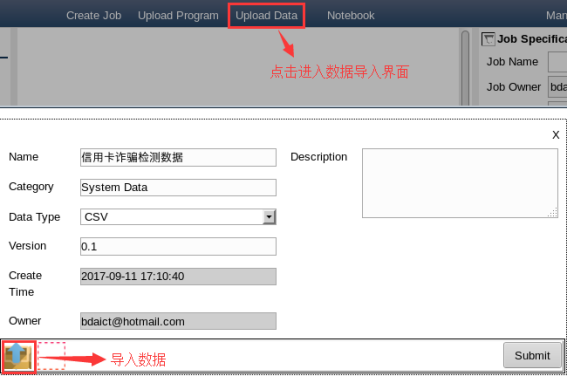 Create Job Upload Program Upload Data Notebook Man
Job Specifica
点击进入数据导入界面
Job Name
Job Owner bda
X
Name 信用卡诈骗检测数据 Description
Category System Data
Data Type CSV
Version 0.1
Create Time 2017-09-11 17:10:40
Owner bdaict@hotmail.com
导入数据
Submit